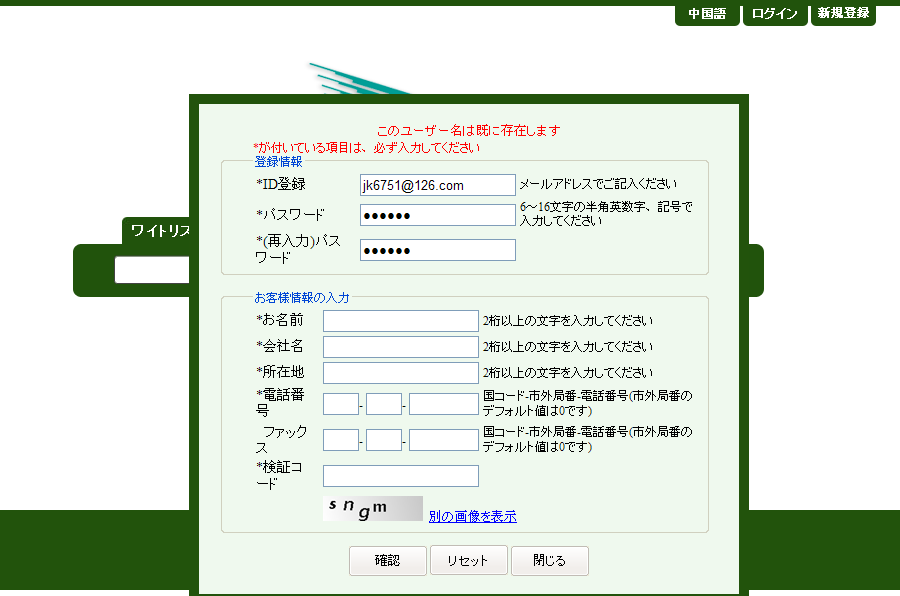 中国語 ログイン 新規登録
このユーザー名は既に存在します
*が付いている項目は、必ず入力してください
登録情報
*ID登録 jk6751@126.com メールアドレスでご記入ください
*パスワード ●●●●●● 6～16文字の半角英数字、記号で
入力してください
*(再入力)パス
ワード ●●●●●●
ワイトリス
お客様情報の入力
*お名前 2桁以上の文字を入力してください
*会社名 2桁以上の文字を入力してください
*所在地 2桁以上の文字を入力してください
*電話番
号 - - 国コード-市外局番-電話番号(市外局番の
デフォルト値は0です)
ファック
ス - - 国コード-市外局番-電話番号(市外局番の
デフォルト値は0です)
*検証コ
ード
sngm 別の画像を表示
確認 リセット 閉じる